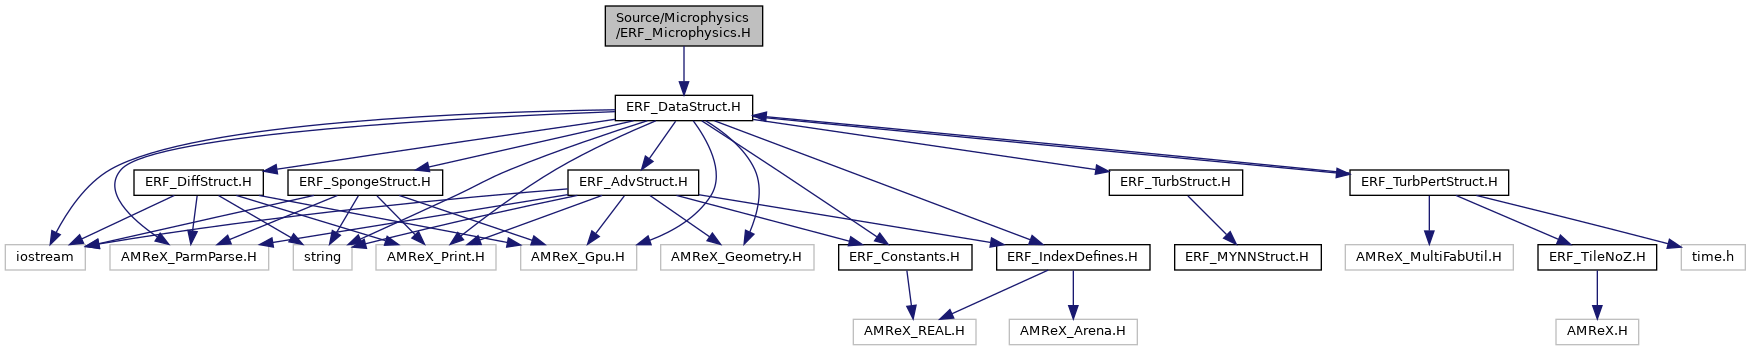 Source/Microphysics
/ERF_Microphysics.H
ERF_DataStruct.H
ERF_DiffStruct.H
ERF_SpongeStruct.H
ERF_AdvStruct.H
ERF_TurbStruct.H
ERF_TurbPertStruct.H
iostream
AMReX_ParmParse.H
string
AMReX_Print.H
AMReX_Gpu.H
AMReX_Geometry.H
ERF_Constants.H
ERF_IndexDefines.H
ERF_MYNNStruct.H
AMReX_MultiFabUtil.H
ERF_TileNoZ.H
time.h
AMReX_REAL.H
AMReX_Arena.H
AMReX.H